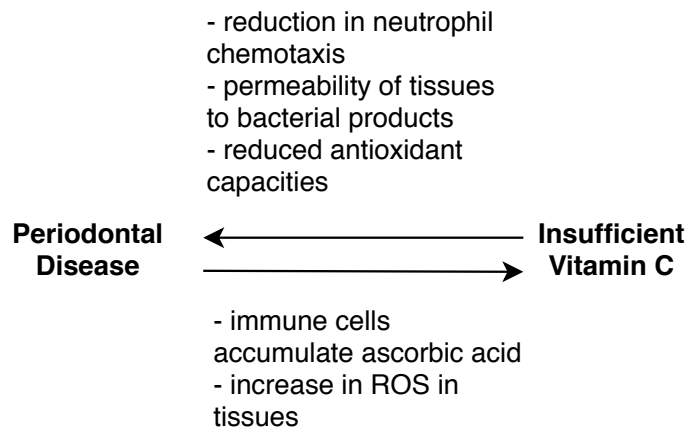 - reduction in neutrophil
chemotaxis
- permeability of tissues
to bacterial products
- reduced antioxidant
capacities
Periodontal
Disease
Insufficient
Vitamin C
- immune cells
accumulate ascorbic acid
- increase in ROS in
tissues